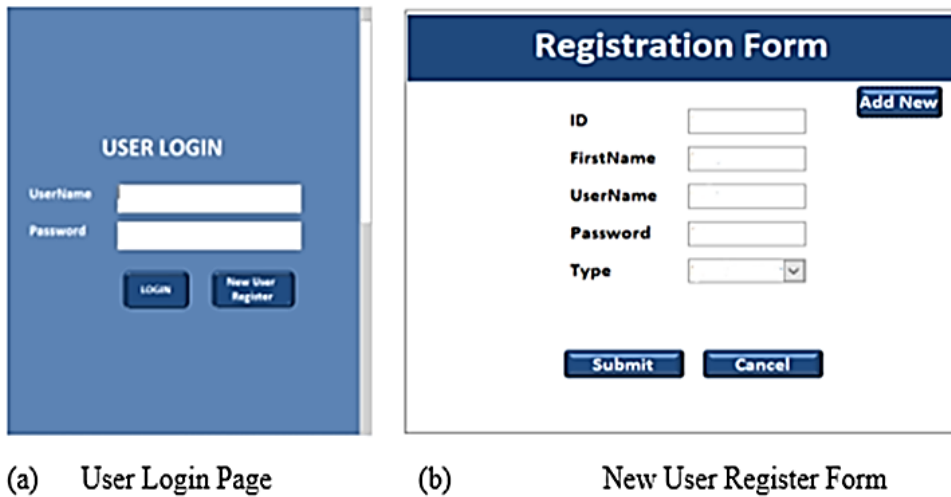 USER LOGIN
UserName
Password
LOGIN
New User
Register
Registration Form
Add New
ID
FirstName
UserName
Password
Type
Submit
Cancel
(a) User Login Page
(b) New User Register Form